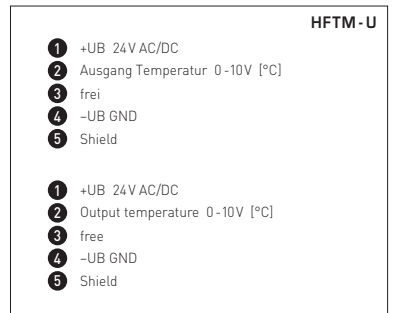 HFTM-U
1 +UB 24V AC/DC
2 Ausgang Temperatur 0-10V [°C]
3 frei
4 –UB GND
5 Shield
1 +UB 24V AC/DC
2 Output temperature 0-10V [°C]
3 free
4 –UB GND
5 Shield